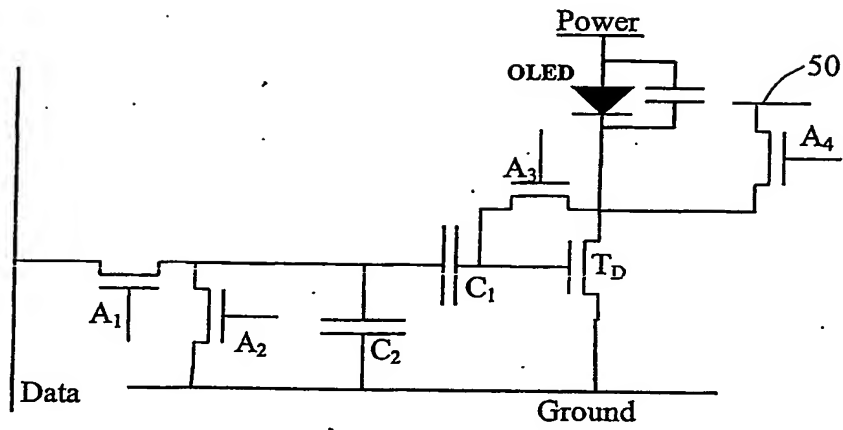 Power
OLED
50
A4
A3
TD
C1
A1
A2
C2
Data
Ground